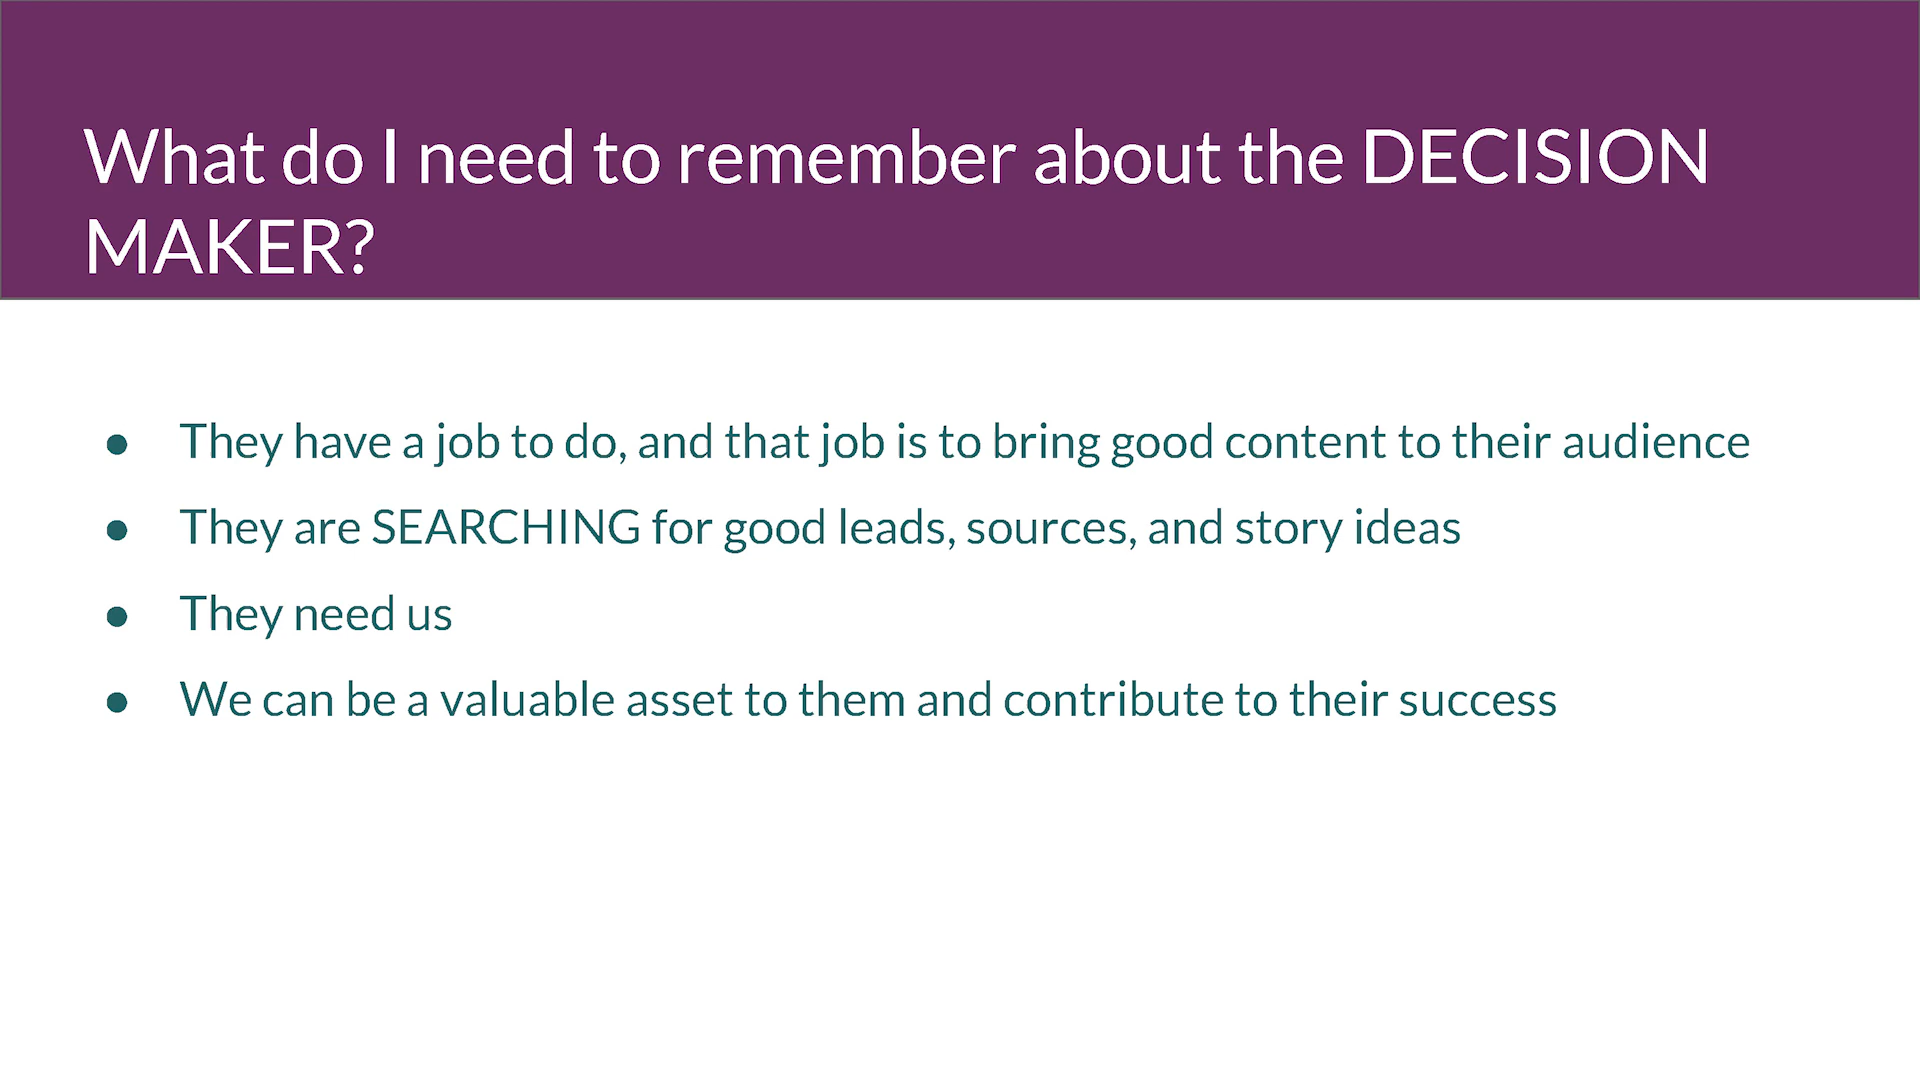 What do I need to remember about the DECISION
MAKER?
● They have a job to do, and that job is to bring good content to their audience
● They are SEARCHING for good leads, sources, and story ideas
● They need us
● We can be a valuable asset to them and contribute to their success